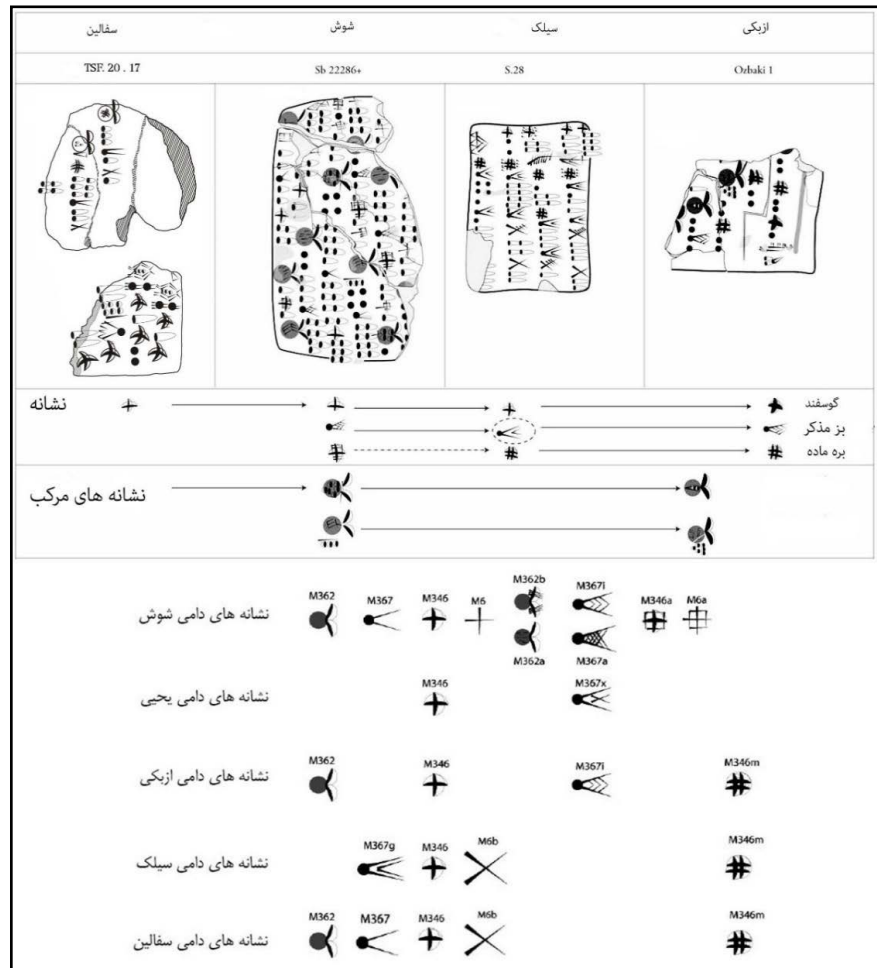 سفالین شوش سیلک ازبکی
TSF. 20 . 17 Sb 22286+ S.28 Ozbaki 1
نشانه
گوسفند
بز مذکر
بره ماده
نشانه های مرکب
M362b M367i
M362 M367 M346 M6 M346a M6a
نشانه های دامی شوش
M362a M367a
M346 M367x
نشانه های دامی یحیی
M362 M346 M367i M346m
نشانه های دامی ازبکی
M367g M346 M6b M346m
نشانه های دامی سیلک
M362 M367 M346 M6b M346m
نشانه های دامی سفالین